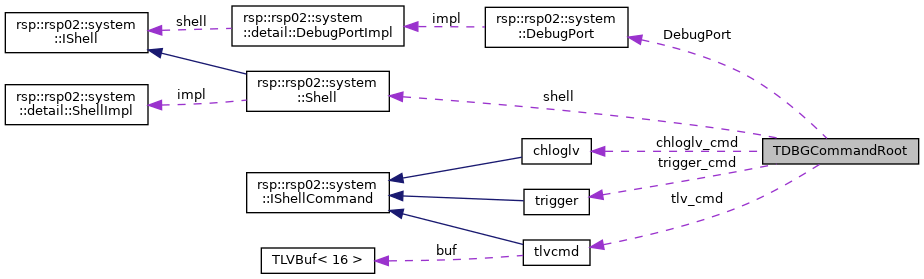 rsp::rsp02::system
::IShell
shell
rsp::rsp02::system
::detail::DebugPortImpl
impl
rsp::rsp02::system
::DebugPort
DebugPort
rsp::rsp02::system
::detail::ShellImpl
impl
rsp::rsp02::system
::Shell
shell
TDBGCommandRoot
chloglv_cmd
trigger_cmd
tlv_cmd
chloglv
rsp::rsp02::system
::IShellCommand
trigger
tlvcmd
buf
TLVBuf< 16 >